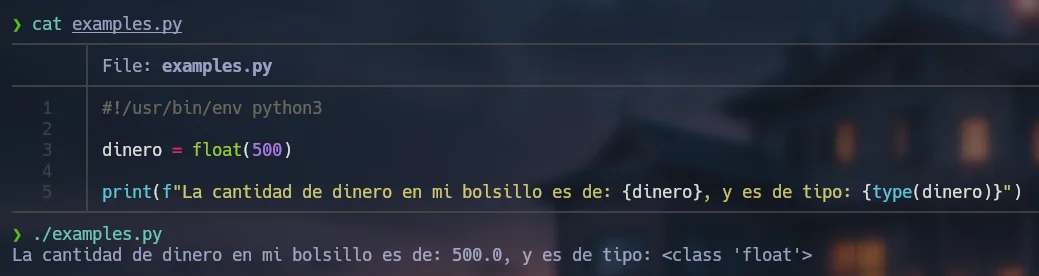 ❯ cat examples.py
File: examples.py
1 #!/usr/bin/env python3
2
3 dinero = float(500)
4
5 print(f"La cantidad de dinero en mi bolsillo es de: {dinero}, y es de tipo: {type(dinero)}")
❯ ./examples.py
La cantidad de dinero en mi bolsillo es de: 500.0, y es de tipo: <class 'float'>